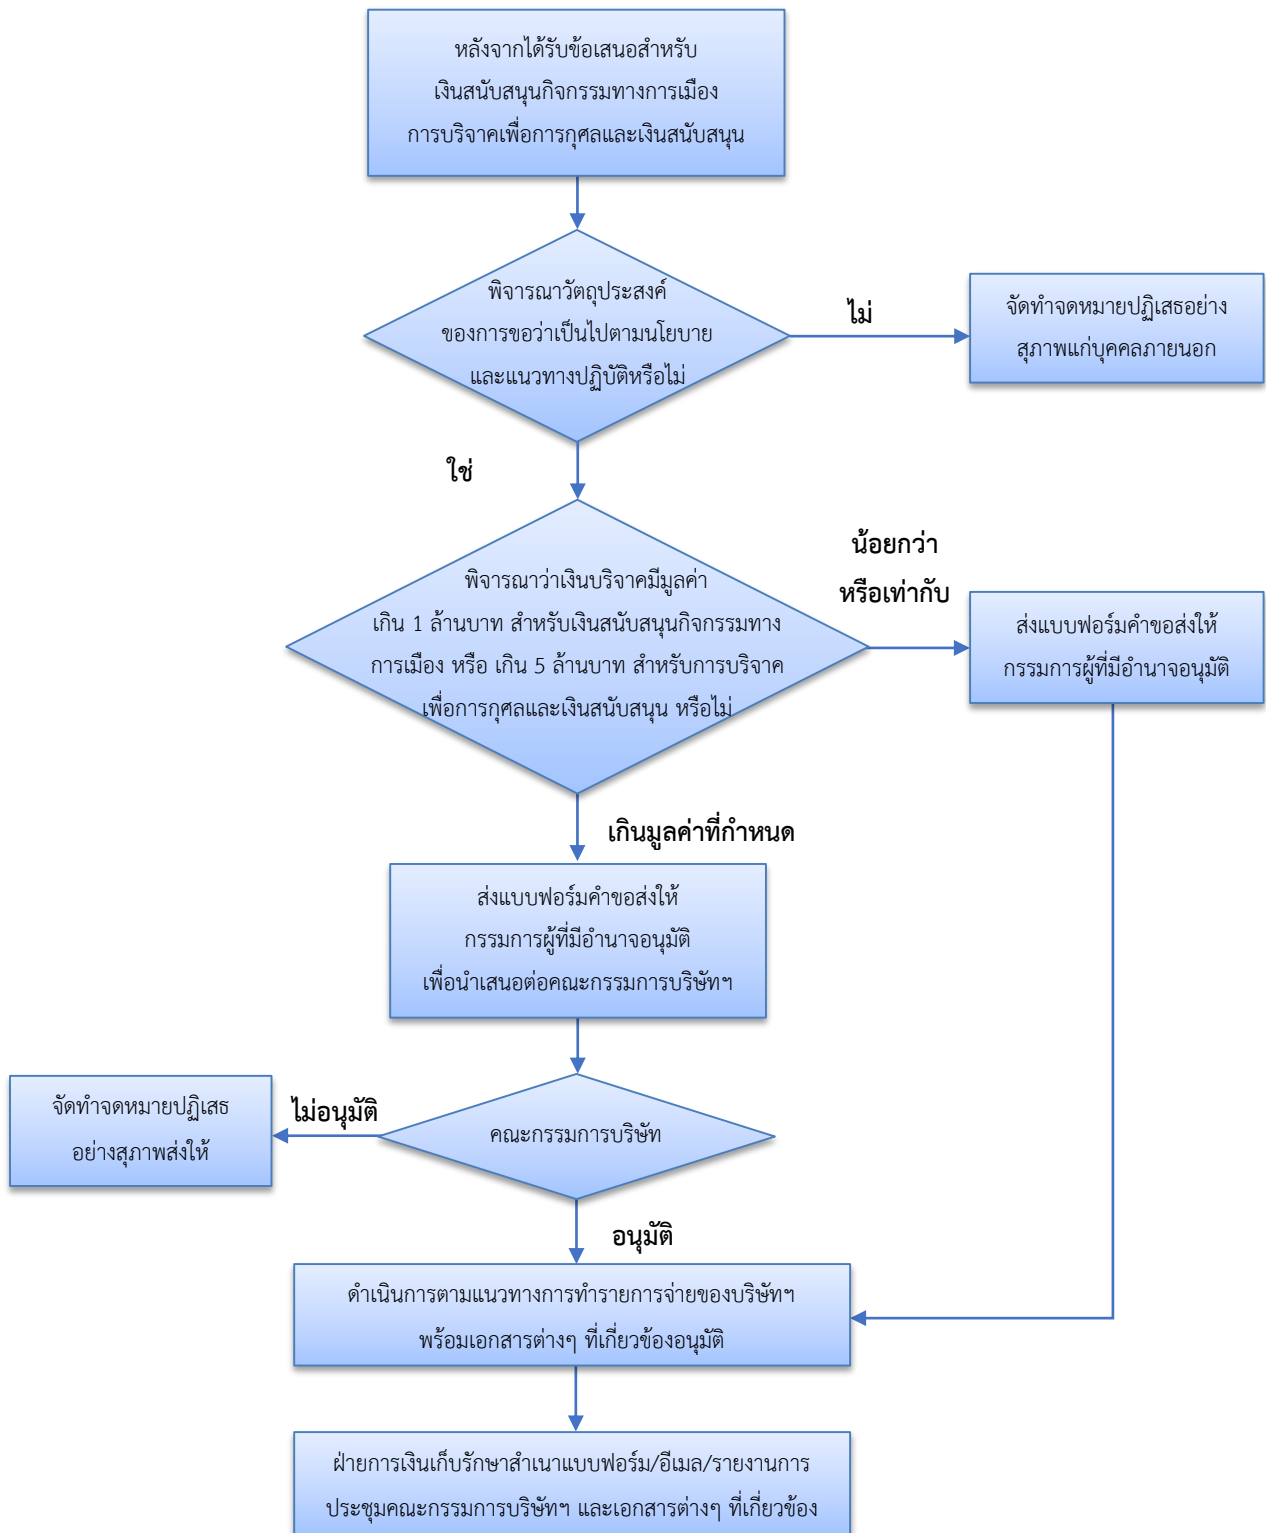 หลังจากได้รับข้อเสนอสำหรับ
เงินสนับสนุนกิจกรรมทางการเมือง
การบริจาคเพื่อการกุศลและเงินสนับสนุน
พิจารณาวัตถุประสงค์
ของการขอว่าเป็นไปตามนโยบาย
และแนวทางปฏิบัติหรือไม่
ไม่
จัดทำจดหมายปฏิเสธอย่าง
สุภาพแก่บุคคลภายนอก
ใช่
พิจารณาว่าเงินบริจาคมีมูลค่า
เกิน 1 ล้านบาท สำหรับเงินสนับสนุนกิจกรรมทาง
การเมือง หรือ เกิน 5 ล้านบาท สำหรับการบริจาค
เพื่อการกุศลและเงินสนับสนุน หรือไม่
น้อยกว่า
หรือเท่ากับ
ส่งแบบฟอร์มคำขอส่งให้
กรรมการผู้ที่มีอำนาจอนุมัติ
เกินมูลค่าที่กำหนด
ส่งแบบฟอร์มคำขอส่งให้
กรรมการผู้ที่มีอำนาจอนุมัติ
เพื่อนำเสนอต่อคณะกรรมการบริษัทฯ
คณะกรรมการบริษัท
ไม่อนุมัติ
จัดทำจดหมายปฏิเสธ
อย่างสุภาพส่งให้
อนุมัติ
ดำเนินการตามแนวทางการทำรายการจ่ายของบริษัทฯ
พร้อมเอกสารต่างๆ ที่เกี่ยวข้องอนุมัติ
ฝ่ายการเงินเก็บรักษาสำเนาแบบฟอร์ม/อีเมล/รายงานการ
ประชุมคณะกรรมการบริษัทฯ และเอกสารต่างๆ ที่เกี่ยวข้อง